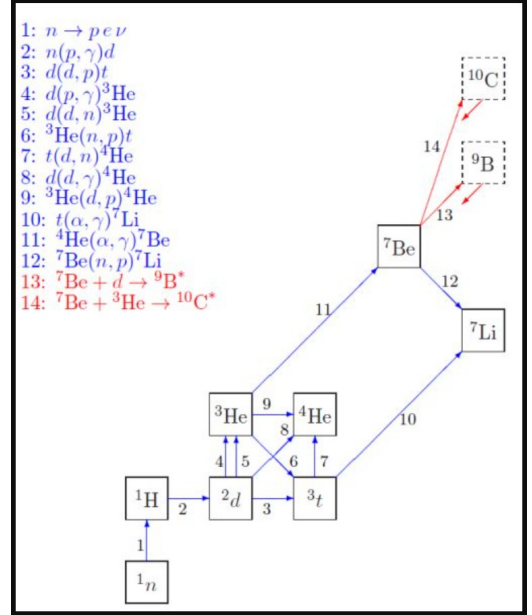 1: n → p e ν
2: n(p, γ)d
3: d(d, p)t
4: d(p, γ)³He
5: d(d, n)³He
6: ³He(n, p)t
7: t(d, n)⁴He
8: d(d, γ)⁴He
9: ³He(d, p)⁴He
10: t(α, γ)⁷Li
11: ⁴He(α, γ)⁷Be
12: ⁷Be(n, p)⁷Li
13: ⁷Be + d → ⁹B*
14: ⁷Be + ³He → ¹⁰C*
¹⁰C
14
⁹B
13
⁷Be
12
11
⁷Li
³He
9
⁴He
8
10
4
5
6
7
¹H
2
²d
3
³t
1
¹n